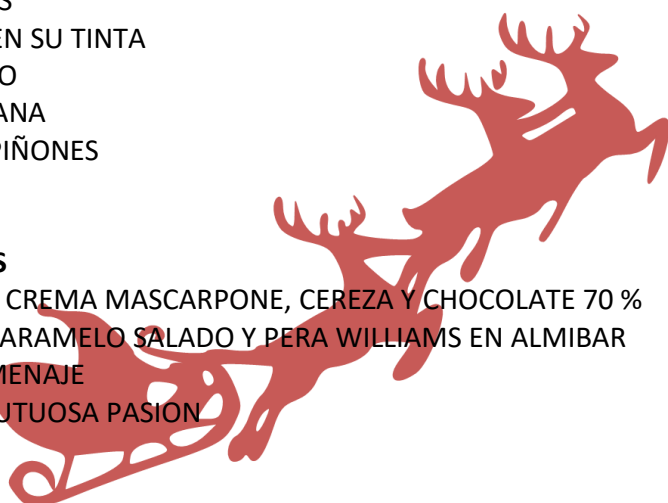 S
EN SU TINTA
O
ANA
PIÑONES
S
CREMA MASCARPONE, CEREZA Y CHOCOLATE 70 %
ARAMELO SALADO Y PERA WILLIAMS EN ALMIBAR
MENAJE
UTUOSA PASION